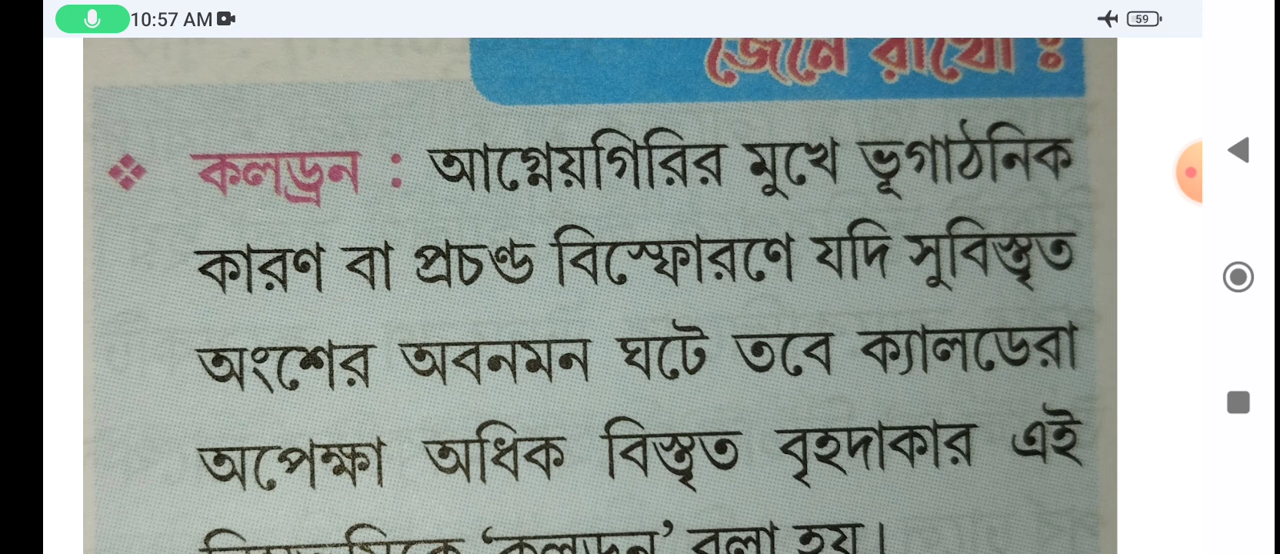 10:57 AM
59
জেনে রাখো ঃ
❖ কলড্রন : আগ্নেয়গিরির মুখে ভূগাঠনিক
কারণ বা প্রচণ্ড বিস্ফোরণে যদি সুবিস্তৃত
অংশের অবনমন ঘটে তবে ক্যালডেরা
অপেক্ষা অধিক বিস্তৃত বৃহদাকার এই
‘কলড্রন’ বলা হয়।